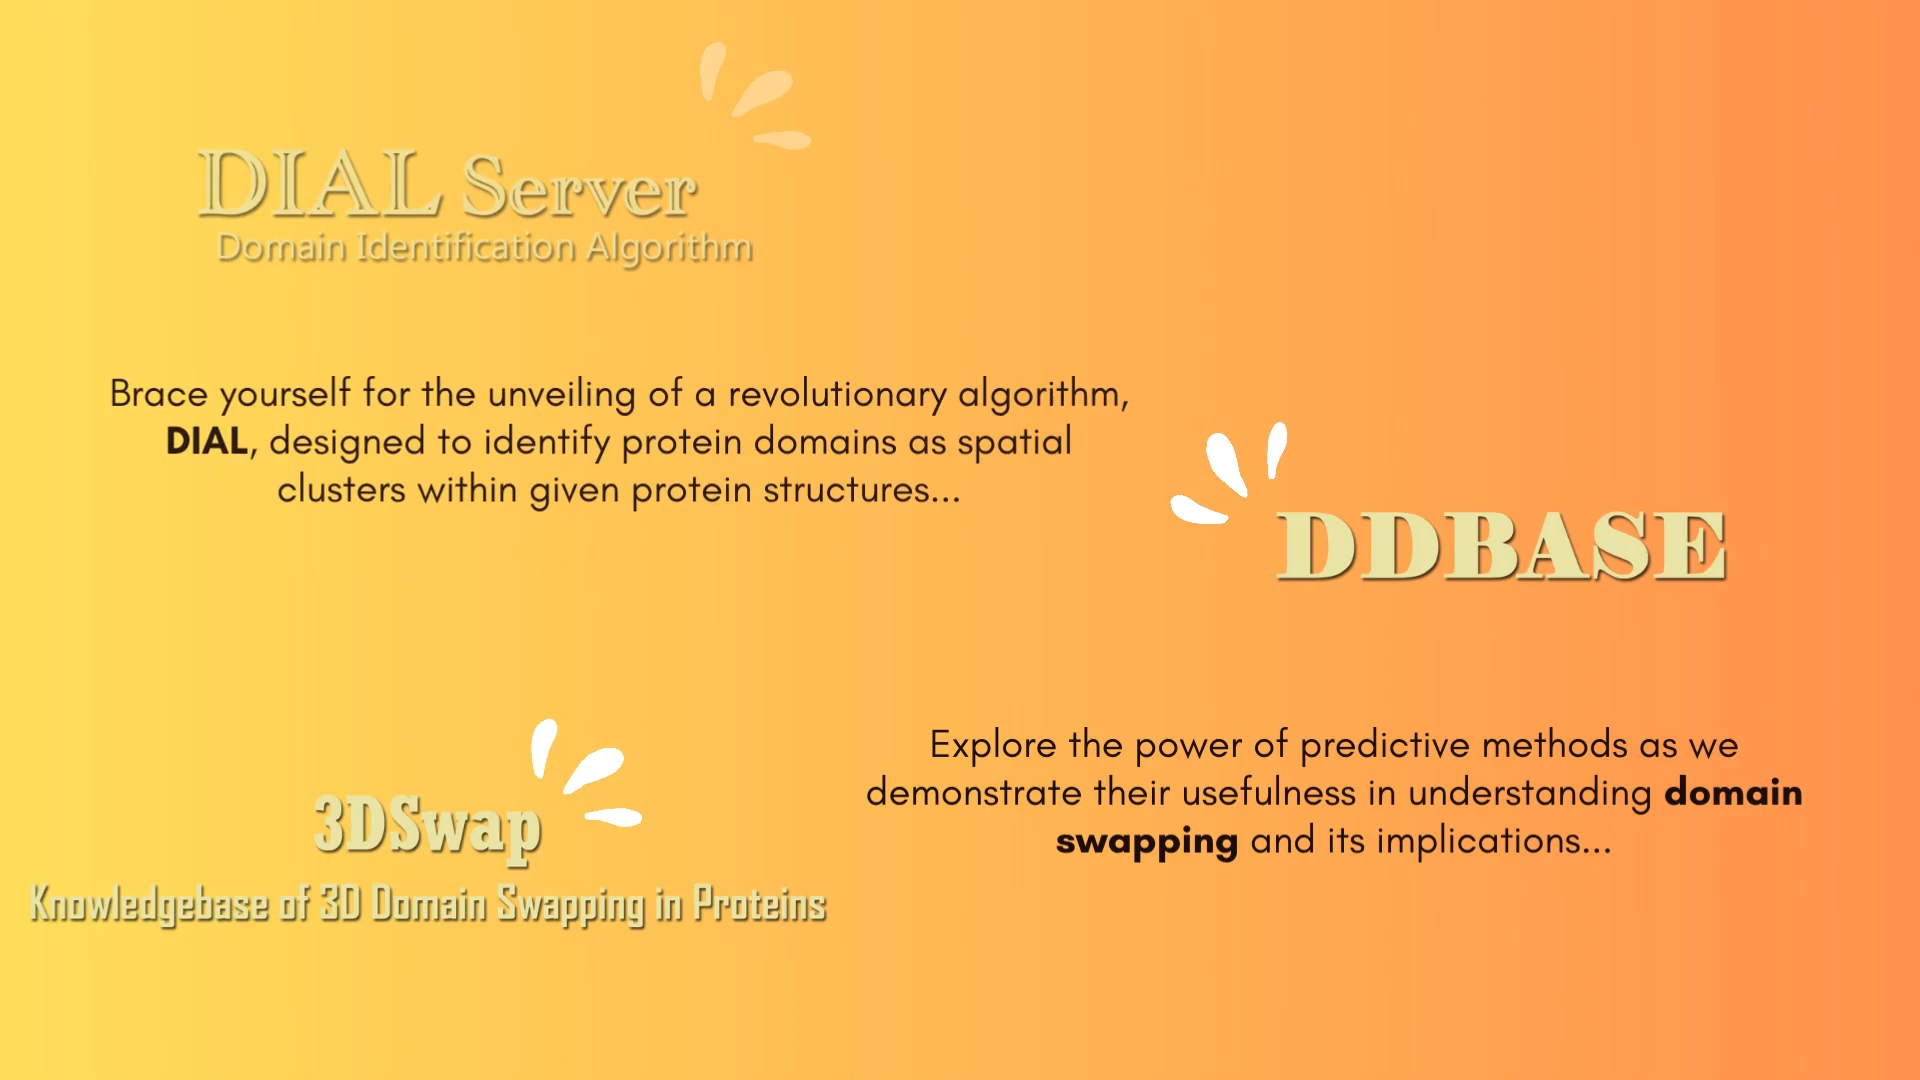 DIAL Server
Domain Identification Algorithm
Brace yourself for the unveiling of a revolutionary algorithm,
DIAL, designed to identify protein domains as spatial
clusters within given protein structures...
DDBASE
3DSwap
Knowledgebase of 3D Domain Swapping in Proteins
Explore the power of predictive methods as we
demonstrate their usefulness in understanding domain
swapping and its implications...